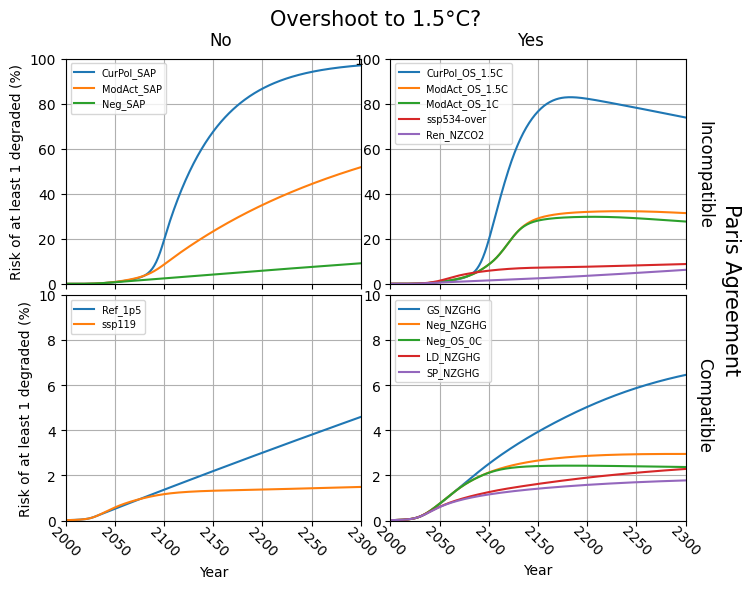 Overshoot to 1.5°C?
No
Yes
Risk of at least 1 degraded (%)
100
80
60
40
20
0
CurPol_SAP
ModAct_SAP
Neg_SAP
100
80
60
40
20
0
CurPol_OS_1.5C
ModAct_OS_1.5C
ModAct_OS_1C
ssp534-over
Ren_NZCO2
Incompatible
Paris Agreement
Risk of at least 1 degraded (%)
10
8
6
4
2
0
Ref_1p5
ssp119
2000
2050
2100
2150
2200
2250
2300
Year
10
8
6
4
2
0
GS_NZGHG
Neg_NZGHG
Neg_OS_0C
LD_NZGHG
SP_NZGHG
2000
2050
2100
2150
2200
2250
2300
Year
Compatible